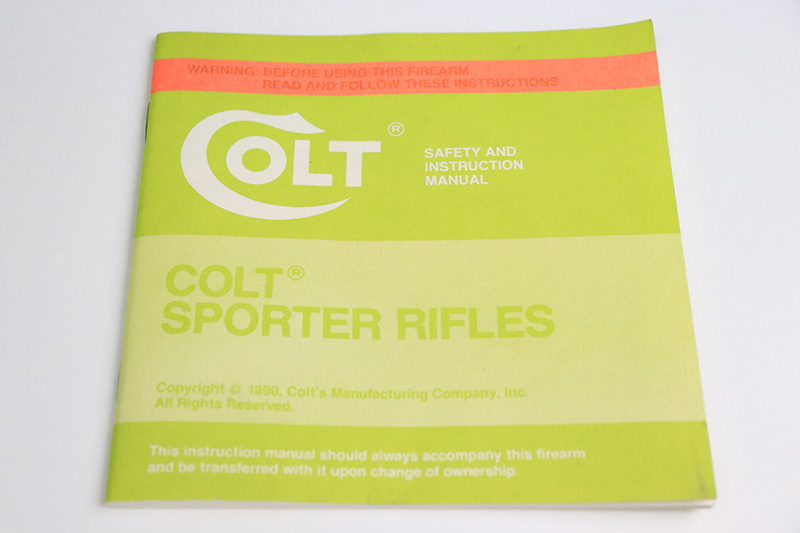 WARNING: BEFORE USING THIS FIREARM
READ AND FOLLOW THESE INSTRUCTIONS
COLT®
SAFETY AND
INSTRUCTION
MANUAL
COLT®
SPORTER RIFLES
Copyright © 1990, Colt's Manufacturing Company, Inc.
All Rights Reserved.
This instruction manual should always accompany this firearm
and be transferred with it upon change of ownership.